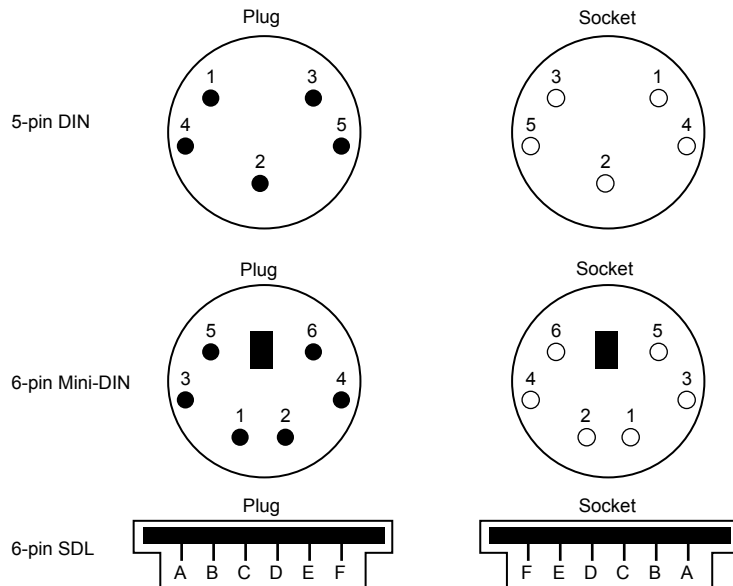 Plug Socket
1 3 3 1
5-pin DIN
4 5 5 4
2 2
Plug Socket
5 6 6 5
6-pin Mini-DIN
3 4 4 3
1 2 2 1
Plug Socket
6-pin SDL
A B C D E F F E D C B A